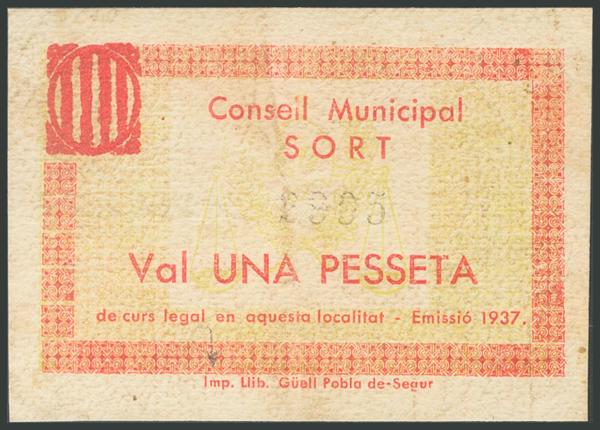 Consell Municipal
SORT
Val UNA PESSETA
de curs legal en aquesta localitat - Emissió 1937.
Imp. Llib. Güell Pobla de-Segur